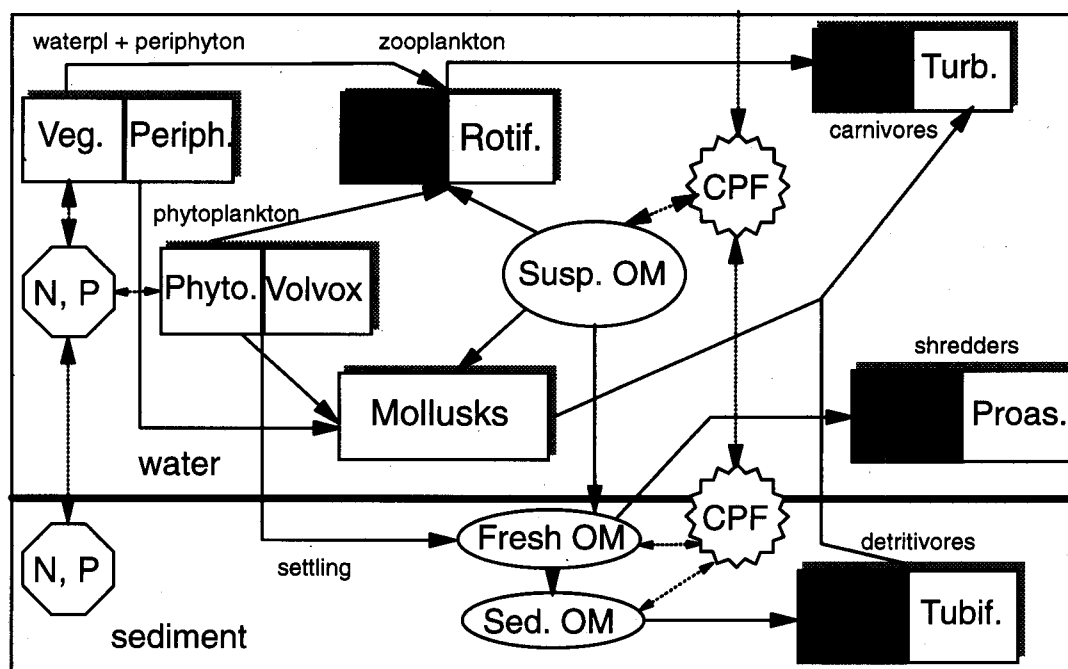 waterpl + periphyton
zooplankton
Veg.
Periph.
Rotif.
Turb.
carnivores
CPF
phytoplankton
N, P
Phyto.
Volvox
Susp. OM
shredders
Mollusks
Proas.
water
CPF
Fresh OM
detritivores
N, P
settling
Sed. OM
Tubif.
sediment